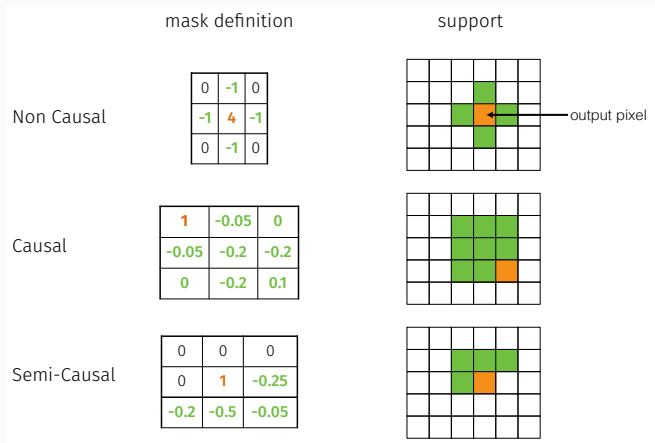 mask definition support
Non Causal
0 -1 0
-1 4 -1
0 -1 0
output pixel
Causal
1 -0.05 0
-0.05 -0.2 -0.2
0 -0.2 0.1
Semi-Causal
0 0 0
0 1 -0.25
-0.2 -0.5 -0.05